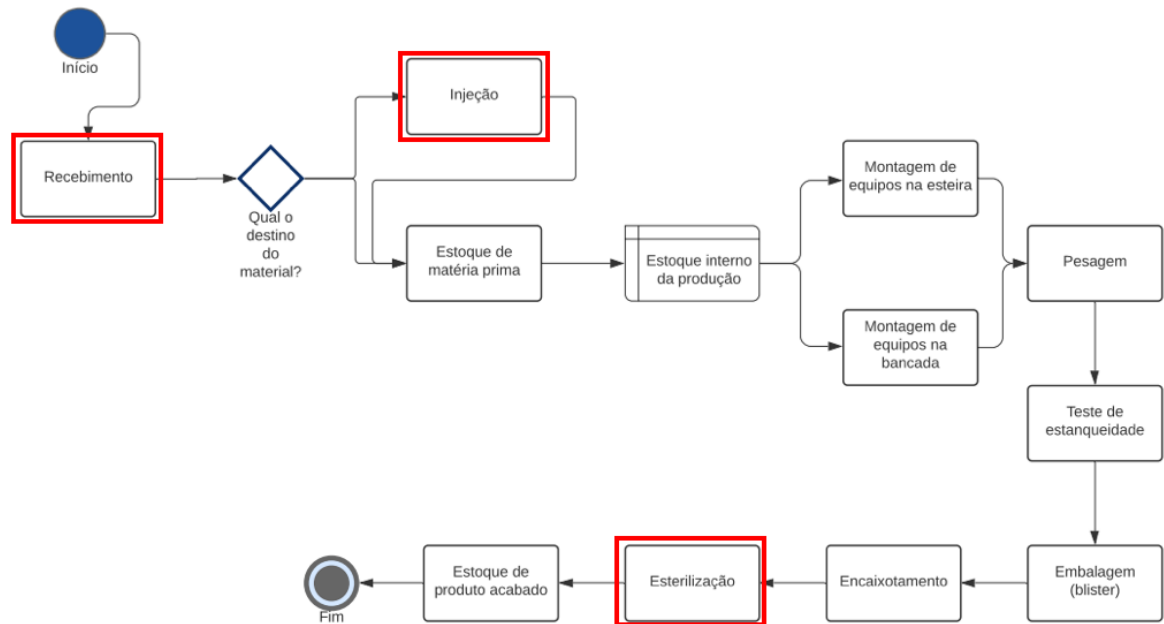 Início
Recebimento
Qual o
destino
do
material?
Injeção
Estoque de
matéria prima
Estoque interno
da produção
Montagem de
equipos na esteira
Montagem de
equipos na
bancada
Pesagem
Teste de
estanqueidade
Embalagem
(blister)
Encaixotamento
Esterilização
Estoque de
produto acabado
Fim